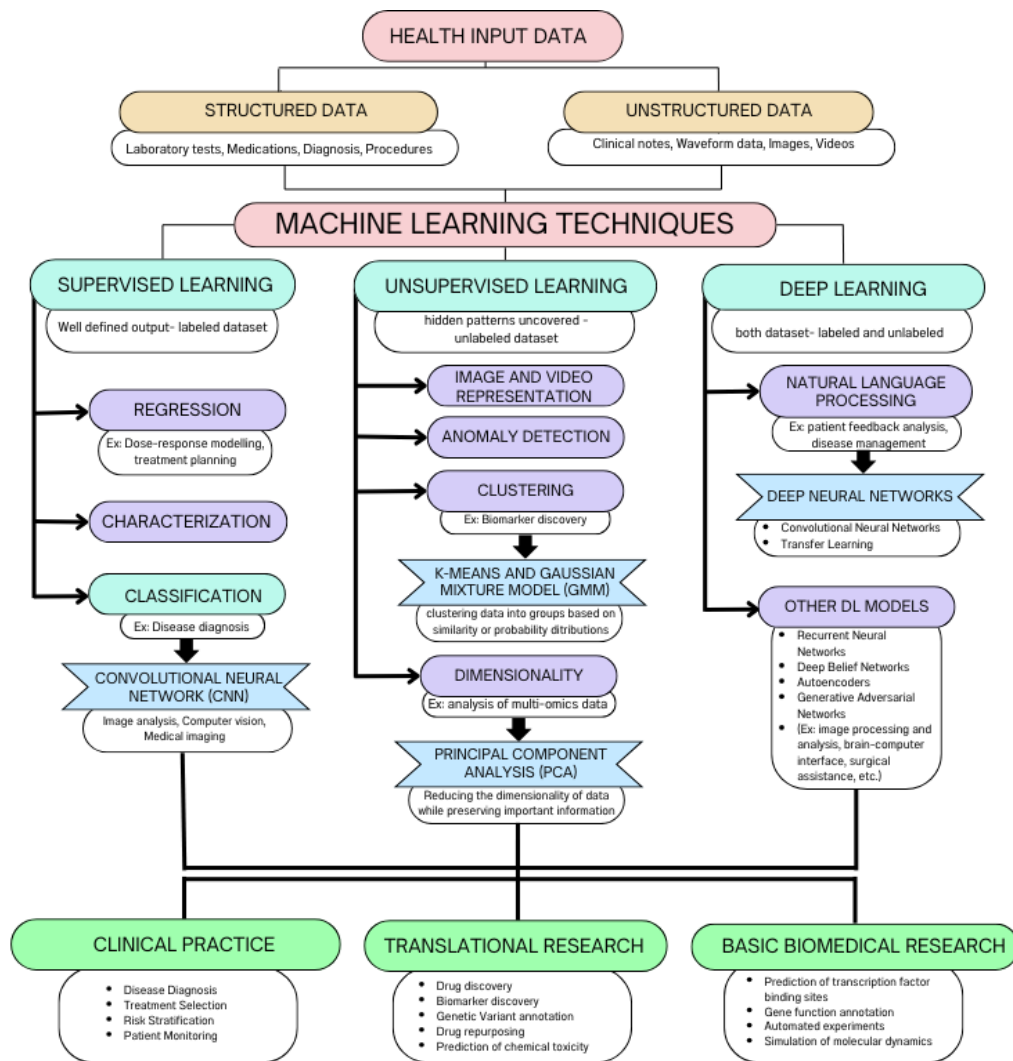 HEALTH INPUT DATA
STRUCTURED DATA
Laboratory tests, Medications, Diagnosis, Procedures
UNSTRUCTURED DATA
Clinical notes, Waveform data, Images, Videos
MACHINE LEARNING TECHNIQUES
SUPERVISED LEARNING
Well defined output- labeled dataset
REGRESSION
Ex: Dose-response modelling,
treatment planning
CHARACTERIZATION
CLASSIFICATION
Ex: Disease diagnosis
CONVOLUTIONAL NEURAL
NETWORK (CNN)
Image analysis, Computer vision,
Medical imaging
UNSUPERVISED LEARNING
hidden patterns uncovered -
unlabeled dataset
IMAGE AND VIDEO
REPRESENTATION
ANOMALY DETECTION
CLUSTERING
Ex: Biomarker discovery
K-MEANS AND GAUSSIAN
MIXTURE MODEL (GMM)
clustering data into groups based on
similarity or probability ditributions
DIMENSIONALITY
Ex: analysis of multi-omics data
PRINCIPAL COMPONENT
ANALYSIS (PCA)
Reducing the dimensionality of data
while preserving important information
DEEP LEARNING
both dataset- labeled and unlabeled
NATURAL LANGUAGE
PROCESSING
Ex: patient feedback analysis,
disease management
DEEP NEURAL NETWORKS
• Convolutional Neural Networks
• Transfer Learning
OTHER DL MODELS
• Recurrent Neural
Networks
• Deep Belief Networks
• Autoencoders
• Generative Adversarial
Networks
• (Ex: image processing and
analysis, brain-computer
interface, surgical
assistance, etc.)
CLINICAL PRACTICE
• Disease Diagnosis
• Treatment Selection
• Risk Stratification
• Patient Monitoring
TRANSLATIONAL RESEARCH
• Drug discovery
• Biomarker discovery
• Genetic Variant annotation
• Drug repurposing
• Prediction of chemical toxicity
BASIC BIOMEDICAL RESEARCH
• Prediction of transcription factor
binding sites
• Gene function annotation
• Automated experiments
• Simulation of molecular dynamics